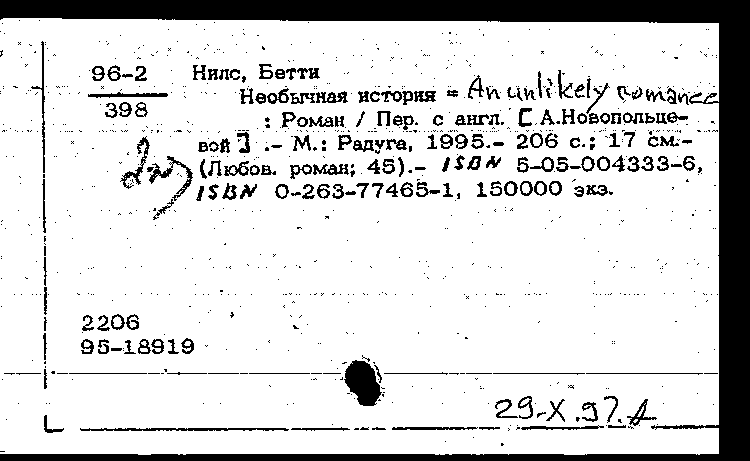 96-2
398
Нилс, Бетти
Необычная история = An unlikely romance
: Роман / Пер. с англ. [ А.Новопольце-
вой ] .- М.: Радуга, 1995.- 206 с.; 17 см.-
(Любов. роман; 45).- ISBN 5-05-004333-6,
ISBN 0-263-77465-1, 150000 экз.
2206
95-18919
29-X.97.A